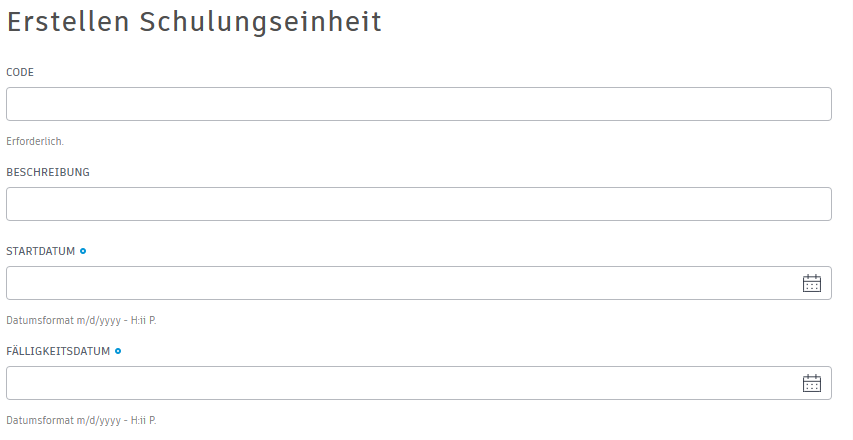 Erstellen Schulungseinheit
CODE
Erforderlich.
BESCHREIBUNG
STARTDATUM
Datumsformat m/d/yyyy - H:ii P.
FÄLLIGKEITSDATUM
Datumsformat m/d/yyyy - H:ii P.